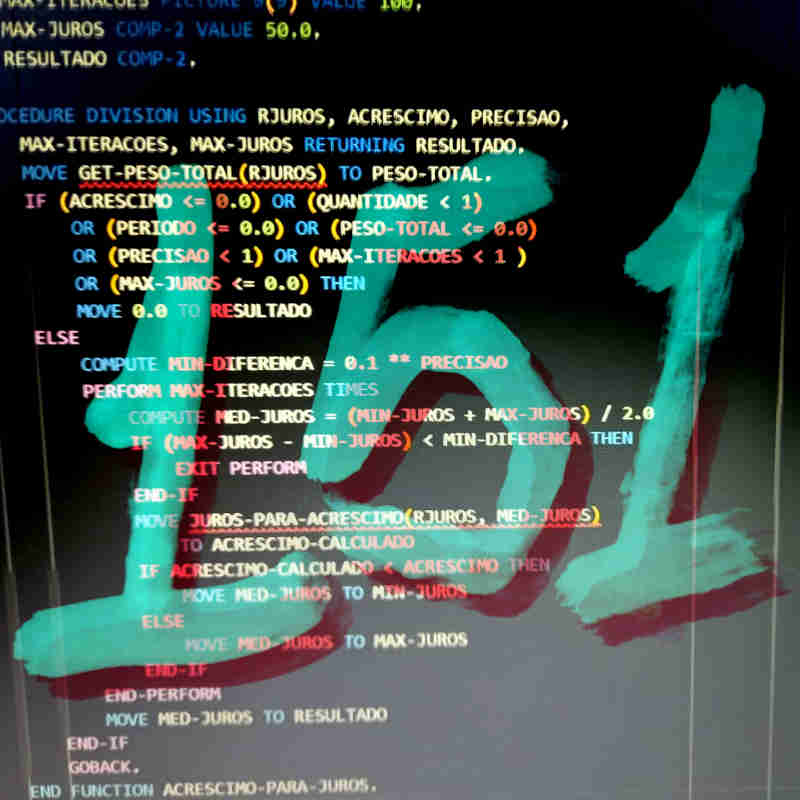 MAX-ITERACOES PICTURE 9(9) VALUE 100,
MAX-JUROS COMP-2 VALUE 50.0,
RESULTADO COMP-2.
OCEDURE DIVISION USING RJUROS, ACRESCIMO, PRECISAO,
MAX-ITERACOES, MAX-JUROS RETURNING RESULTADO.
MOVE GET-PESO-TOTAL(RJUROS) TO PESO-TOTAL.
IF (ACRESCIMO <= 0.0) OR (QUANTIDADE < 1)
OR (PERIODO <= 0.0) OR (PESO-TOTAL <= 0.0)
OR (PRECISAO < 1) OR (MAX-ITERACOES < 1 )
OR (MAX-JUROS <= 0.0) THEN
MOVE 0.0 TO RESULTADO
ELSE
COMPUTE MIN-DIFERENCA = 0.1 ** PRECISAO
PERFORM MAX-ITERACOES TIMES
COMPUTE MED-JUROS = (MIN-JUROS + MAX-JUROS) / 2.0
IF (MAX-JUROS - MIN-JUROS) < MIN-DIFERENCA THEN
EXIT PERFORM
END-IF
MOVE JUROS-PARA-ACRESCIMO(RJUROS, MED-JUROS)
TO ACRESCIMO-CALCULADO
IF ACRESCIMO-CALCULADO < ACRESCIMO THEN
MOVE MED-JUROS TO MIN-JUROS
ELSE
MOVE MED-JUROS TO MAX-JUROS
END-IF
END-PERFORM
MOVE MED-JUROS TO RESULTADO
END-IF
GOBACK.
END FUNCTION ACRESCIMO-PARA-JUROS.
151